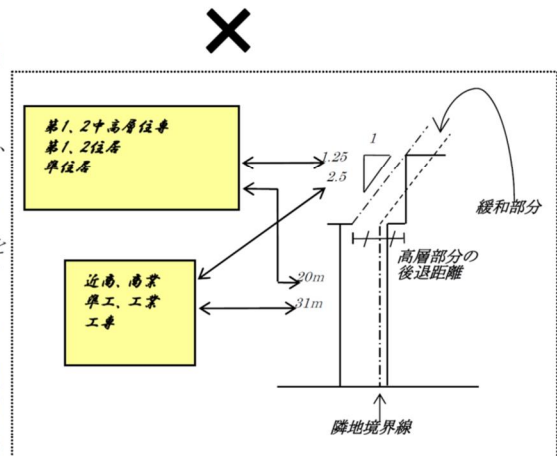 第1、2中高層住専
第1、2住居
準住居
1
1.25
2.5
緩和部分
高層部分の
後退距離
近商、商業
準工、工業
工専
20m
31m
隣地境界線